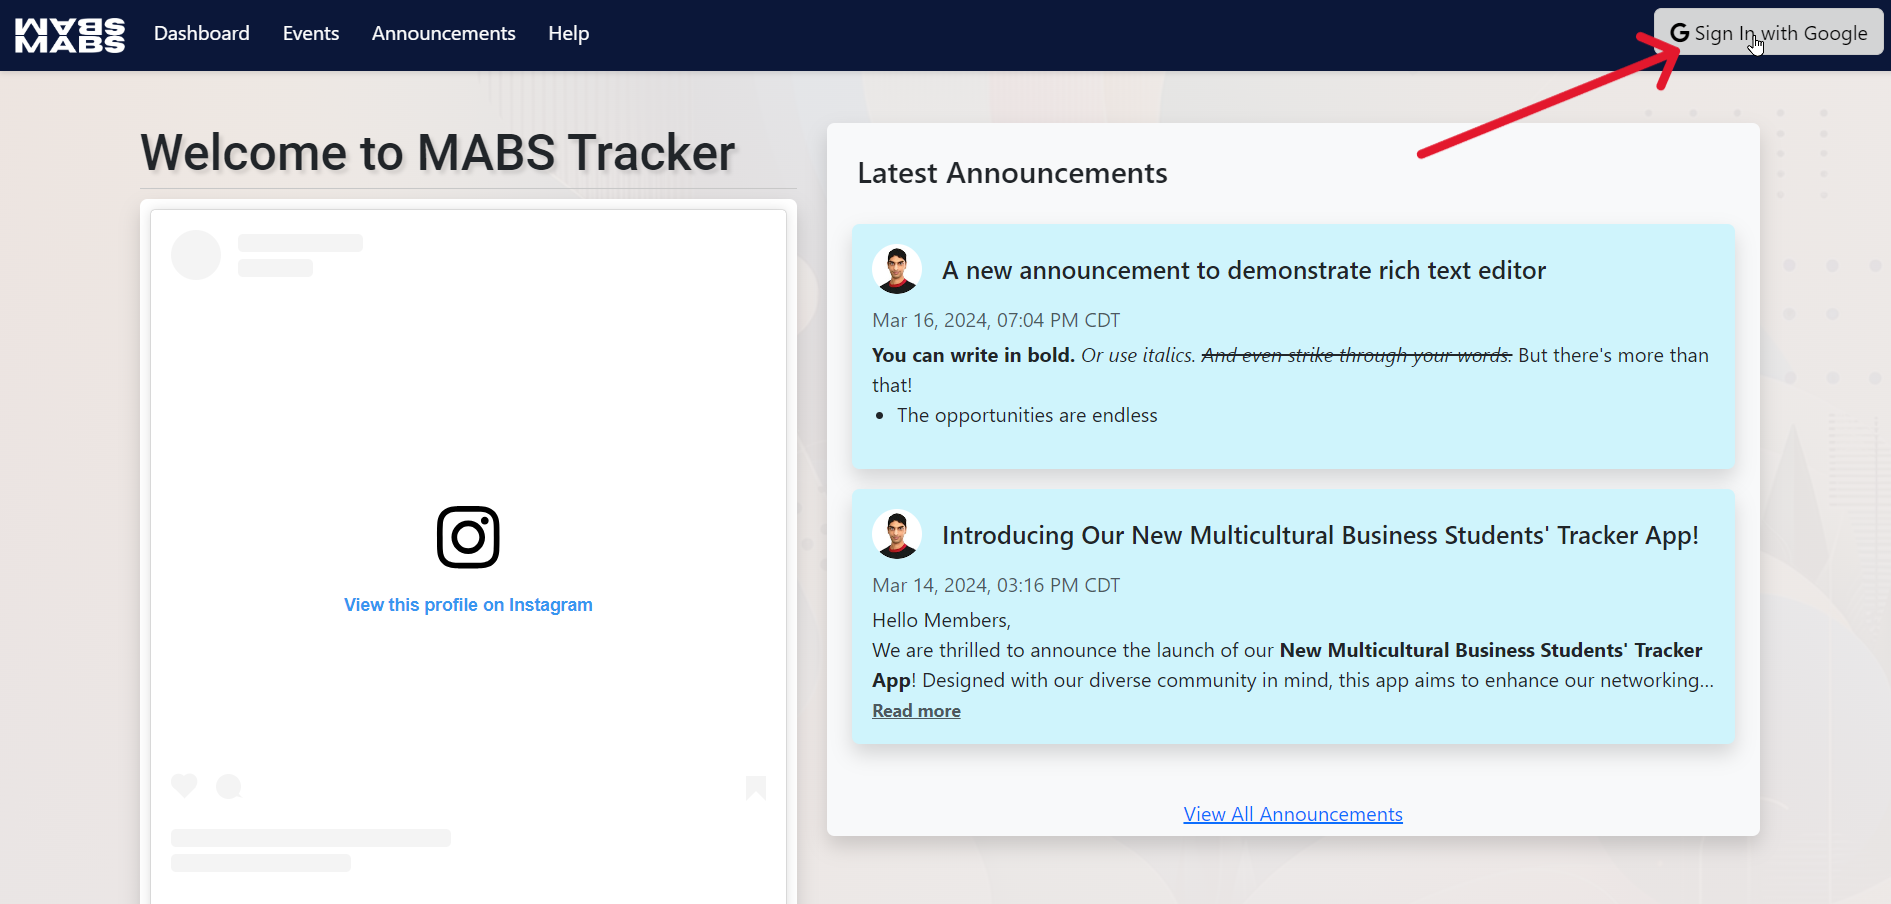 MABS
MABS
Dashboard Events Announcements Help
Sign In with Google
Welcome to MABS Tracker
View this profile on Instagram
Latest Announcements
A new announcement to demonstrate rich text editor
Mar 16, 2024, 07:04 PM CDT
You can write in bold. Or use italics. And even strike through your words. But there's more than
that!
• The opportunities are endless
Introducing Our New Multicultural Business Students' Tracker App!
Mar 14, 2024, 03:16 PM CDT
Hello Members,
We are thrilled to announce the launch of our New Multicultural Business Students' Tracker
App! Designed with our diverse community in mind, this app aims to enhance our networking...
Read more
View All Announcements